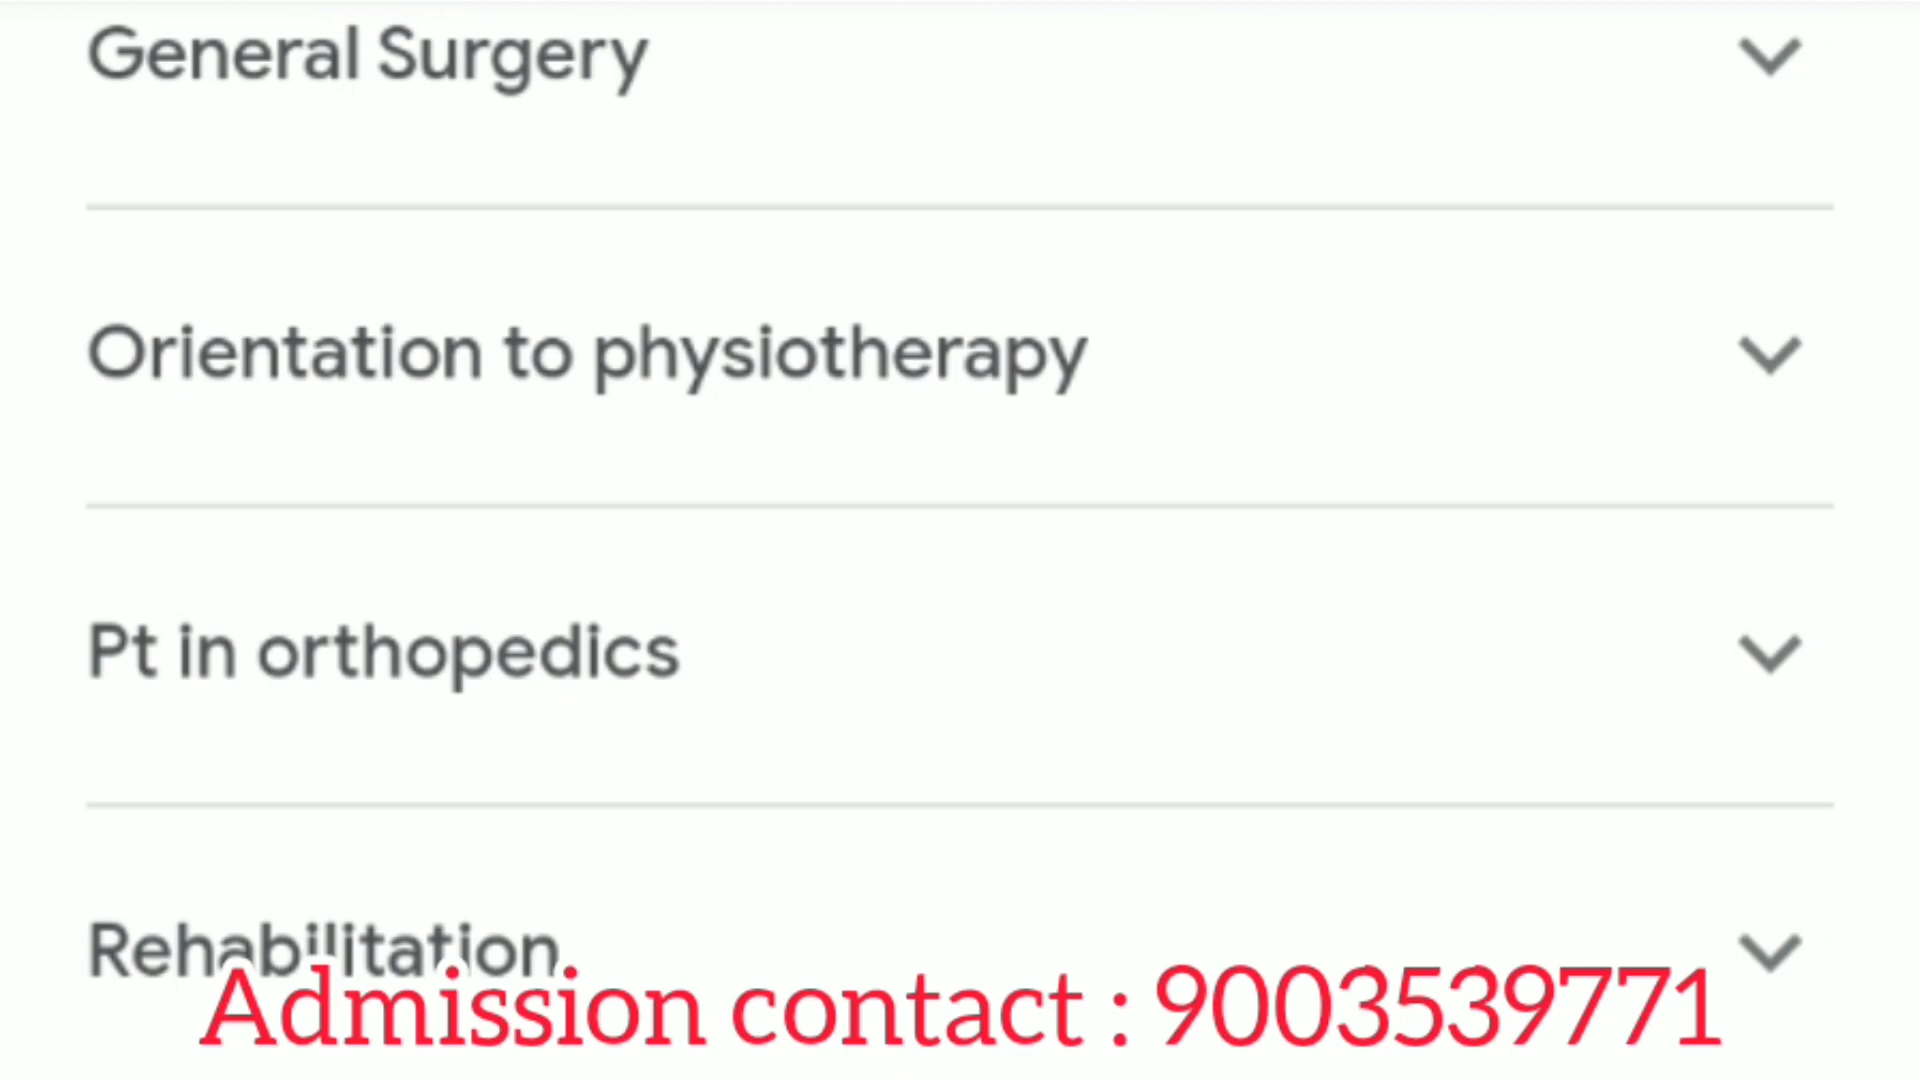 General Surgery
Orientation to physiotherapy
Pt in orthopedics
Rehabilitation
Admission contact : 9003539771